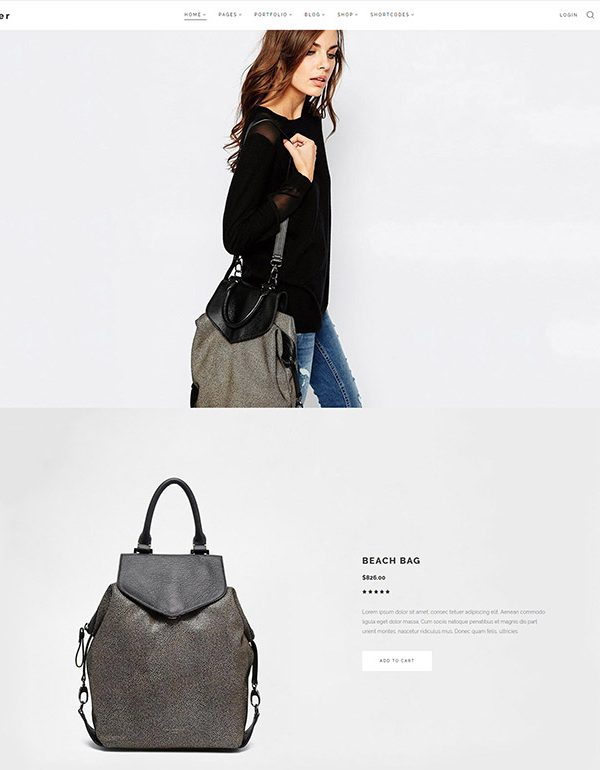 er
HOME PAGES PORTFOLIO BLOG SHOP SHORTCODES
LOGIN
BEACH BAG
$826.00
Lorem ipsum dolor sit amet, consec tetuer adipiscing elit. Aenean commodo
ligula eget dolor massa. Cum sociis natoque penatibus et magnis dis part
urient montes, nascetur ridiculus mus. Donec quam felis, ultricies
ADD TO CART